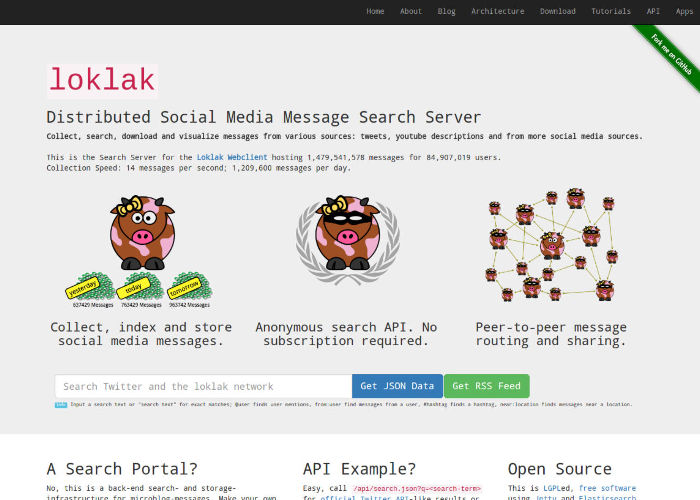 Home About Blog Architecture Download Tutorials API Apps
Fork me on GitHub
loklak
Distributed Social Media Message Search Server
Collect, search, download and visualize messages from various sources: tweets, youtube descriptions and from more social media sources.
This is the Search Server for the Loklak Webclient hosting 1,479,541,578 messages for 84,907,019 users.
Collection Speed: 14 messages per second; 1,209,600 messages per day.
yesterday today tomorrow
637429 Messages 763429 Messages 963742 Messages
Collect, index and store
social media messages.
Anonymous search API. No
subscription required.
Peer-to-peer message
routing and sharing.
Search Twitter and the loklak network Get JSON Data Get RSS Feed
Input a search text or "search text" for exact matches; @user finds user mentions, from:user find messages from a user, #hashtag finds a hashtag, near:location finds messages near a location.
A Search Portal?
No, this is a back-end search- and storage-
infrastructure for microblog-messages. Make your own
API Example?
Easy, call /api/search.json?q=<search-term>
for official Twitter API-like results or
Open Source
This is LGPLed, free software
using Jetty and Elasticsearch